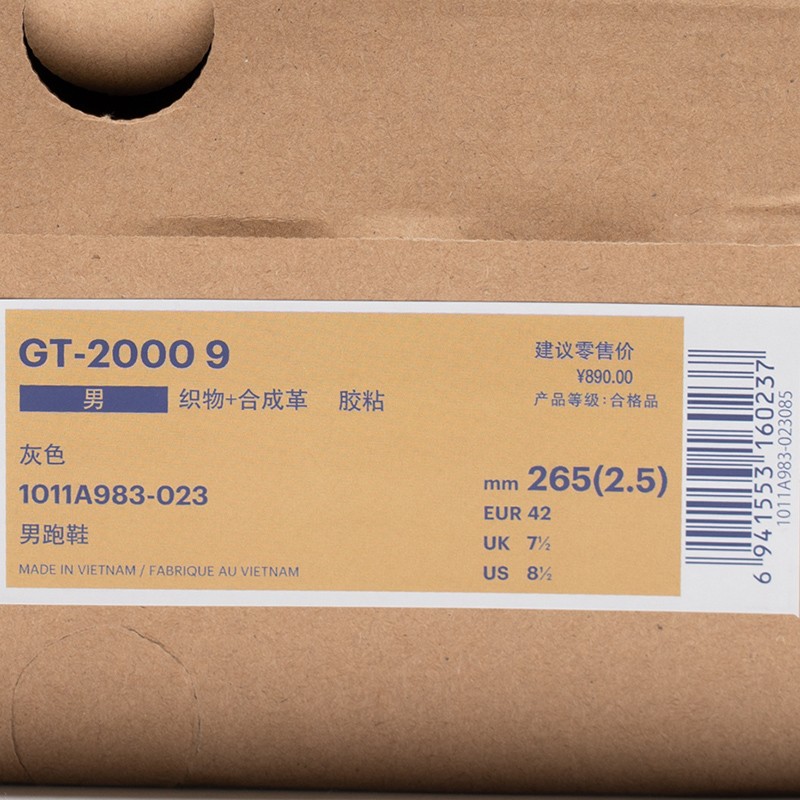 GT-2000 9
男 织物+合成革 胶粘
灰色
1011A983-023
男跑鞋
MADE IN VIETNAM / FABRIQUE AU VIETNAM
建议零售价
¥890.00
产品等级:合格品
mm 265(2.5)
EUR 42
UK 7½
US 8½
6 941553 160237
1011A983-023085